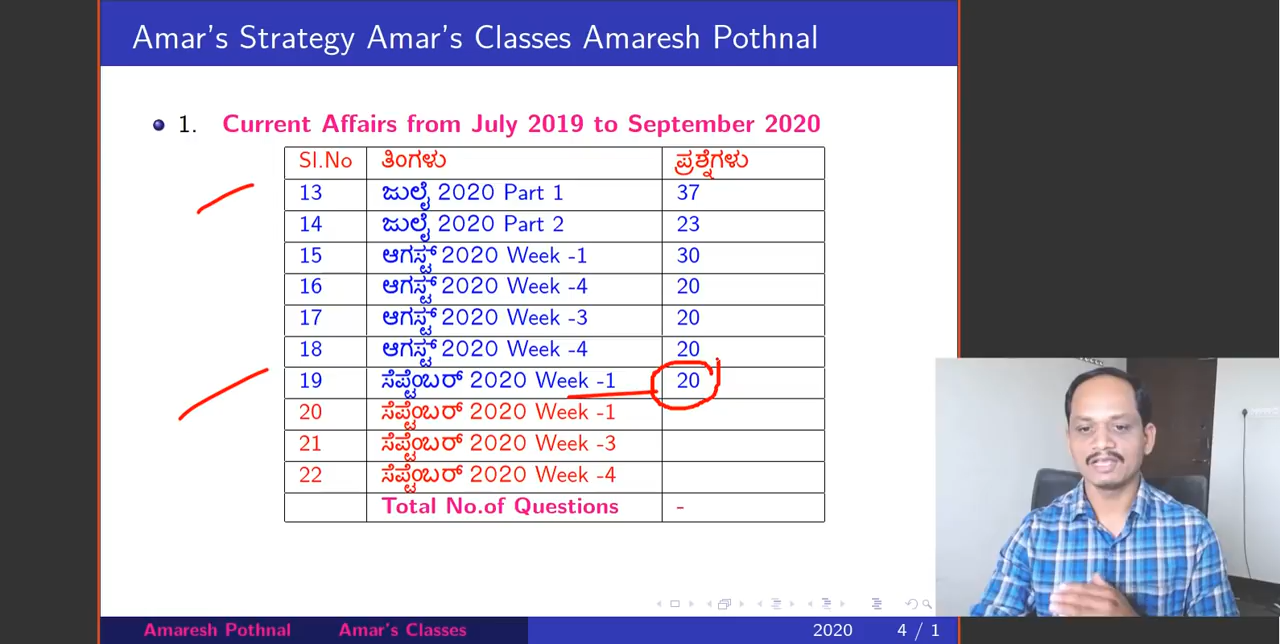 Amar's Strategy Amar's Classes Amaresh Pothnal
1. Current Affairs from July 2019 to September 2020
Sl.No ತಿಂಗಳು ಪ್ರಶ್ನೆಗಳು
13 ಜುಲೈ 2020 Part 1 37
14 ಜುಲೈ 2020 Part 2 23
15 ಆಗಸ್ಟ್ 2020 Week -1 30
16 ಆಗಸ್ಟ್ 2020 Week -4 20
17 ಆಗಸ್ಟ್ 2020 Week -3 20
18 ಆಗಸ್ಟ್ 2020 Week -4 20
19 ಸೆಪ್ಟೆಂಬರ್ 2020 Week -1 20
20 ಸೆಪ್ಟೆಂಬರ್ 2020 Week -1
21 ಸೆಪ್ಟೆಂಬರ್ 2020 Week -3
22 ಸೆಪ್ಟೆಂಬರ್ 2020 Week -4
Total No.of Questions -
Amaresh Pothnal Amar's Classes 2020 4 / 1